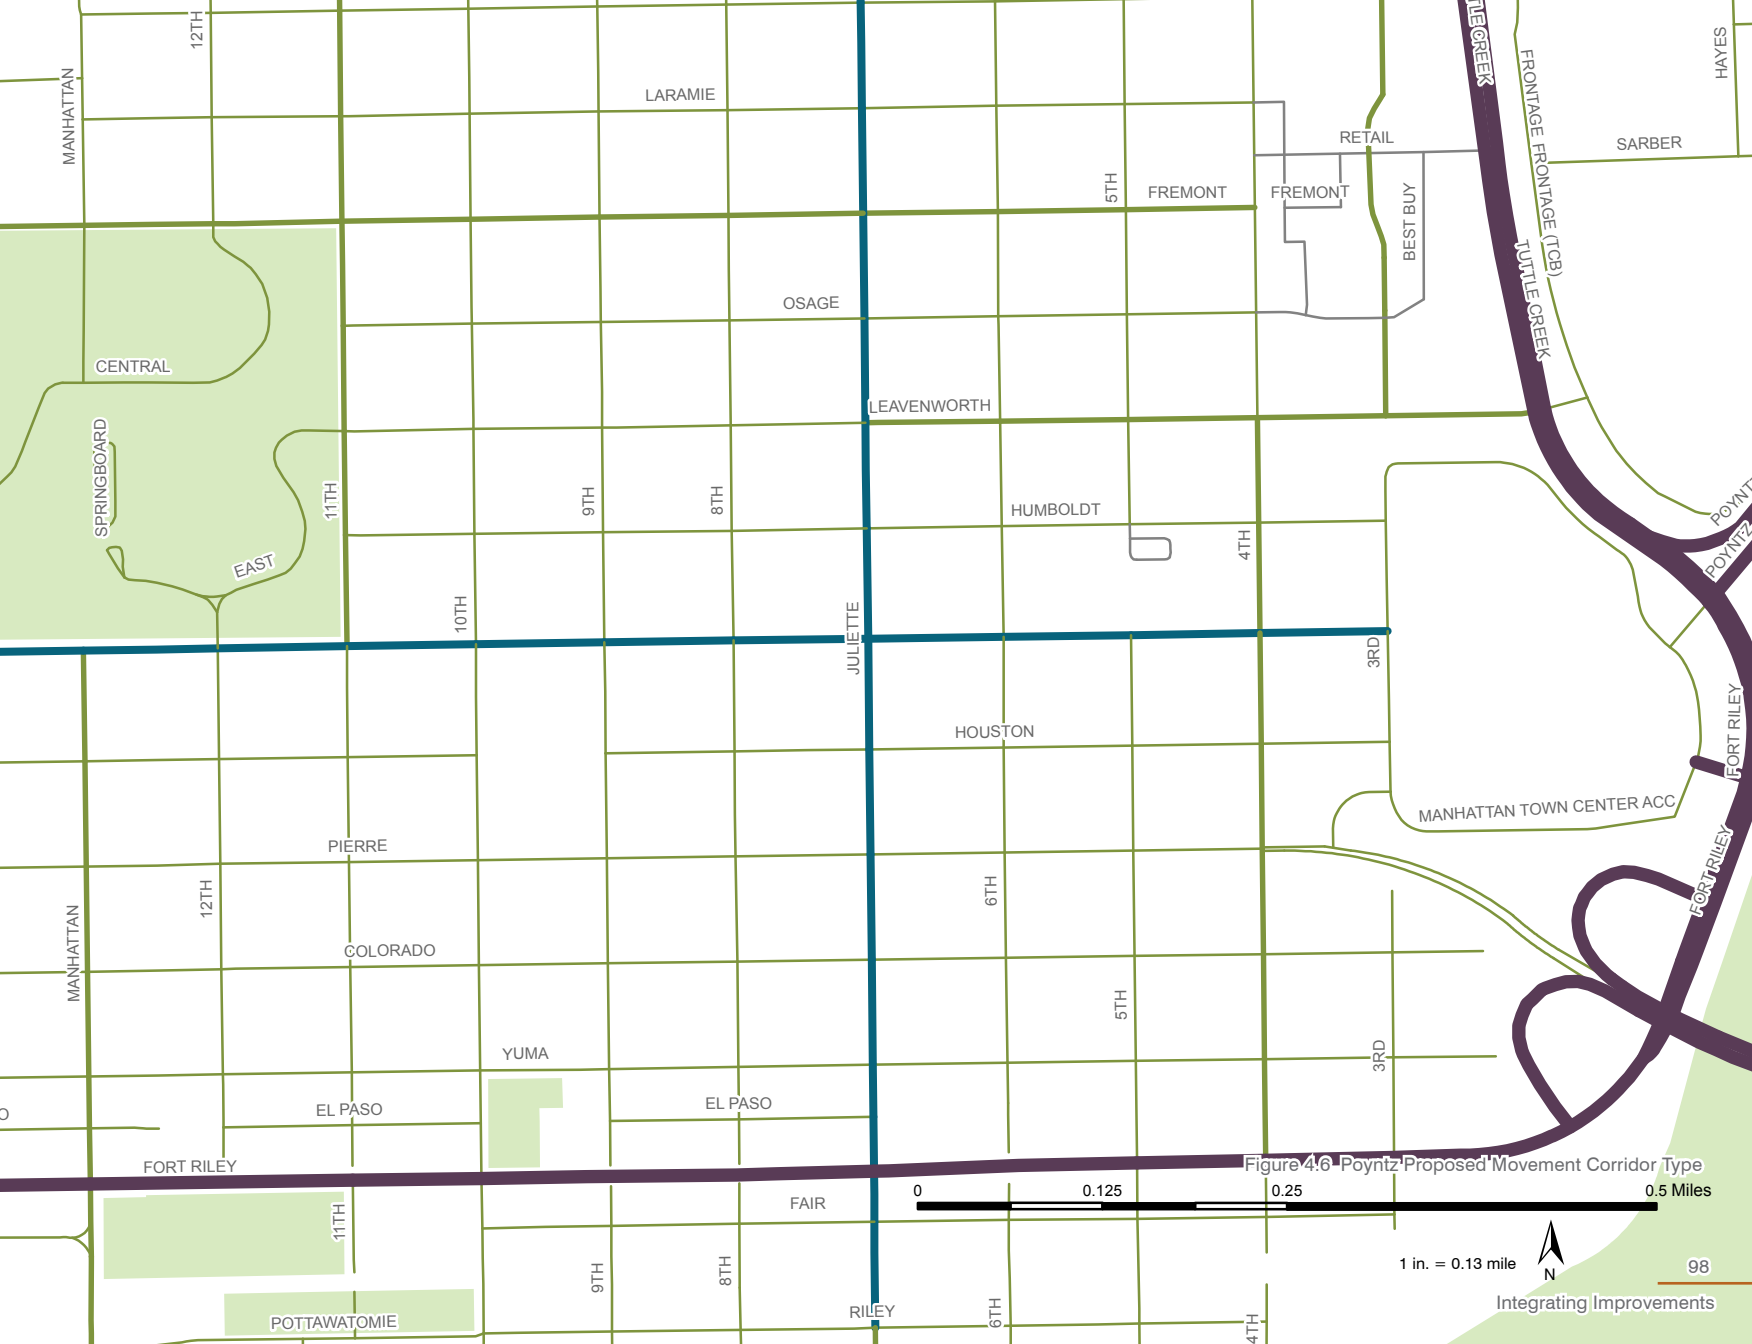 12TH
TLE CREEK
HAYES
MANHATTAN
LARAMIE
FRONTAGE FRONTAGE (TCB)
RETAIL
SARBER
5TH
FREMONT
FREMONT
BEST BUY
TUTTLE CREEK
OSAGE
CENTRAL
LEAVENWORTH
SPRINGBOARD
11TH
9TH
8TH
HUMBOLDT
POYNTZ
4TH
POYNTZ
EAST
10TH
JULIETTE
3RD
FORT RILEY
HOUSTON
MANHATTAN TOWN CENTER ACC
PIERRE
FORT RILEY
12TH
6TH
MANHATTAN
COLORADO
5TH
YUMA
3RD
O
EL PASO
EL PASO
FORT RILEY
Figure 4.6 Poyntz Proposed Movement Corridor Type
0 0.125 0.25 0.5 Miles
11TH
FAIR
9TH
8TH
1 in. = 0.13 mile
N
98
Integrating Improvements
RILEY
6TH
4TH
POTTAWATOMIE